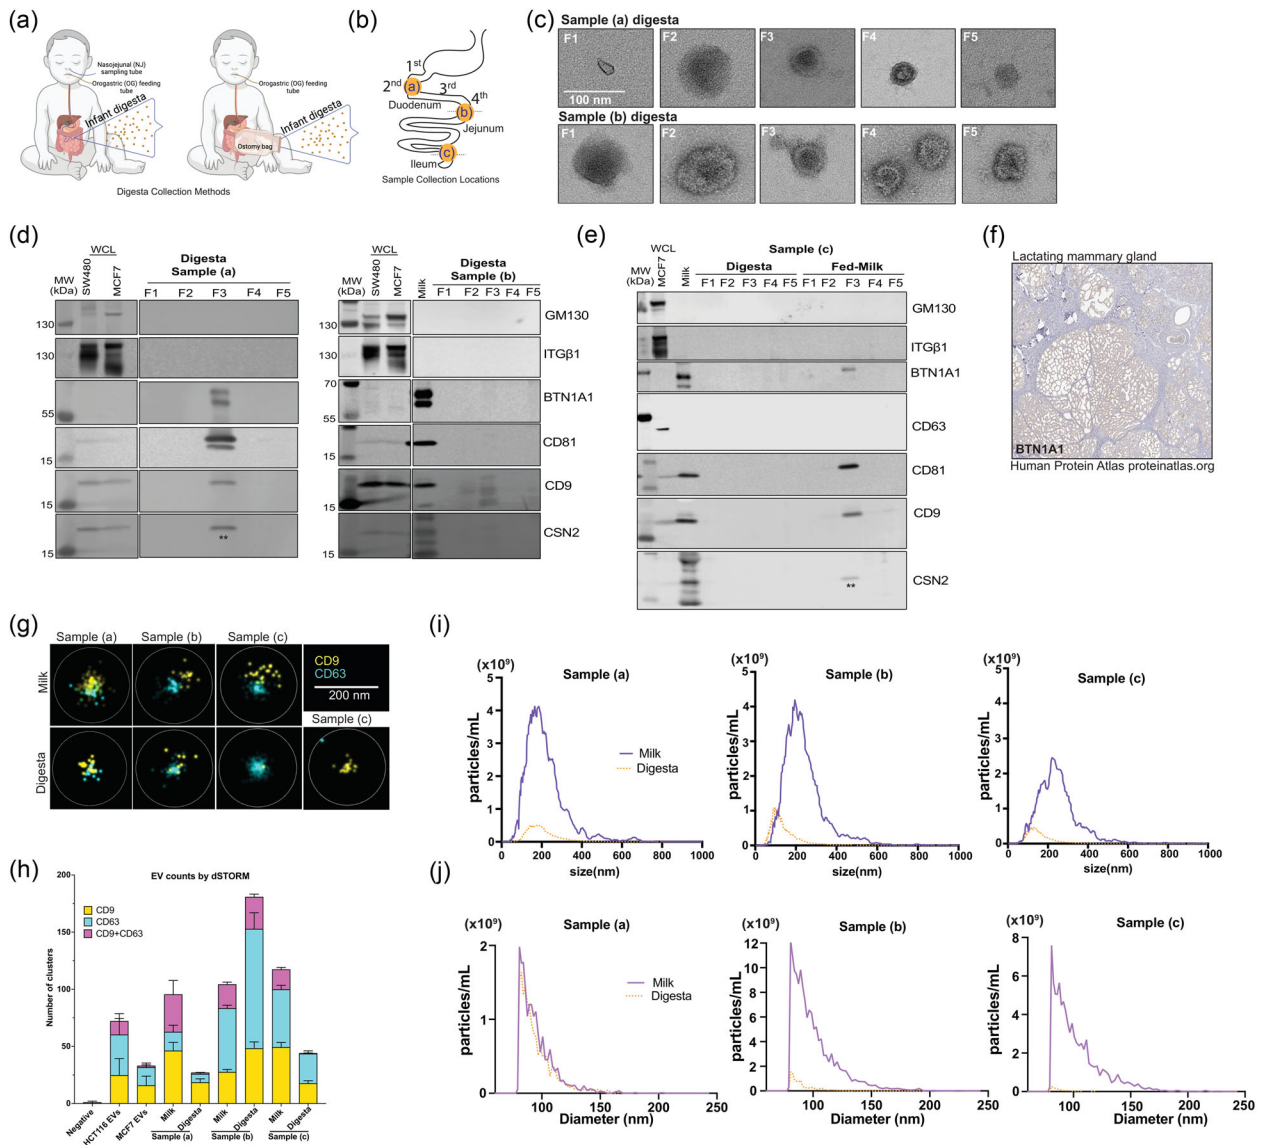 (a)
Nasojejunal (NJ)
sampling tube
Orogastric (OG) feeding
tube
Infant digesta
Orogastric (OG) feeding
tube
Infant digesta
Ostomy bag
Digesta Collection Methods
(b)
1st
2nd
a
3rd
4th
Duodenum
b
Jejunum
c
Ileum
Sample Collection Locations
(c)
Sample (a) digesta
F1 F2 F3 F4 F5
100 nm
Sample (b) digesta
F1 F2 F3 F4 F5
(d)
WCL
Digesta
Sample (a)
MW
(kDa)
SW480
MCF7
F1 F2 F3 F4 F5
130
130
55
15
15
15
**
WCL
Digesta
Sample (b)
MW
(kDa)
SW480
MCF7
Milk
F1 F2 F3 F4 F5
130 GM130
130 ITGβ1
70
BTN1A1
55
CD81
15
CD9
15
CSN2
15
(e)
Sample (c)
WCL
Digesta Fed-Milk
MW
(kDa)
MCF7
Milk
F1 F2 F3 F4 F5 F1 F2 F3 F4 F5
GM130
ITGβ1
BTN1A1
CD63
CD81
CD9
CSN2
**
(f)
Lactating mammary gland
BTN1A1
Human Protein Atlas proteinatlas.org
(g)
Sample (a) Sample (b) Sample (c)
Milk
CD9
CD63
200 nm
Sample (c)
Digesta
(h)
EV counts by dSTORM
Number of clusters
200
150
100
50
0
CD9
CD63
CD9+CD63
Negative
HCT116 EVs
MCF7 EVs
Milk
Digesta
Milk
Digesta
Milk
Digesta
Sample (a) Sample (b) Sample (c)
(i)
(x10⁹)
Sample (a)
particles/mL
5
4
3
2
1
0
Milk
Digesta
0 200 400 600 800 1000
size(nm)
(x10⁹)
Sample (b)
particles/mL
5
4
3
2
1
0
0 200 400 600 800 1000
size(nm)
(x10⁹)
Sample (c)
particles/mL
5
4
3
2
1
0
0 200 400 600 800 1000
size(nm)
(j)
(x10⁹)
Sample (a)
particles/mL
2
1
0
Milk
Digesta
100 150 200 250
Diameter (nm)
(x10⁹)
Sample (b)
particles/mL
12
10
8
6
4
2
0
100 150 200 250
Diameter (nm)
(x10⁹)
Sample (c)
particles/mL
8
6
4
2
0
100 150 200 250
Diameter (nm)